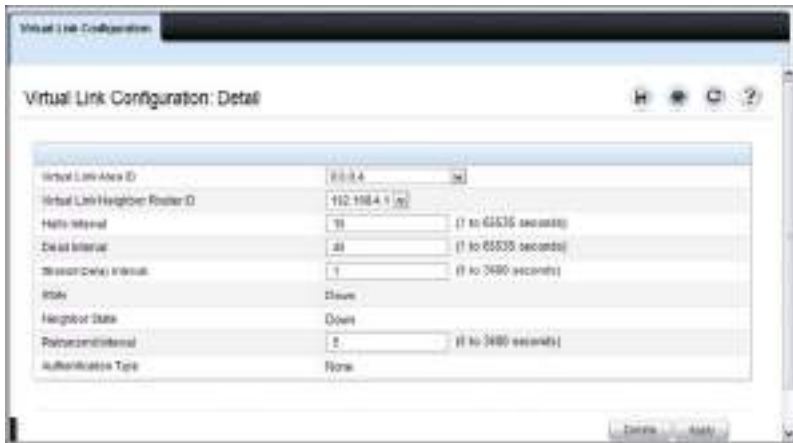 Virtual Link Configuration
Virtual Link Configuration: Detail
Virtual Link Area ID 0.0.0.4
Virtual Link Neighbor Router ID 192.168.4.1
Hello Interval 10 (1 to 65535 seconds)
Dead Interval 40 (1 to 65535 seconds)
Iftransit Delay Interval 1 (0 to 3600 seconds)
State Down
Neighbor State Down
Retransmit Interval 5 (0 to 3600 seconds)
Authentication Type None
Delete Apply